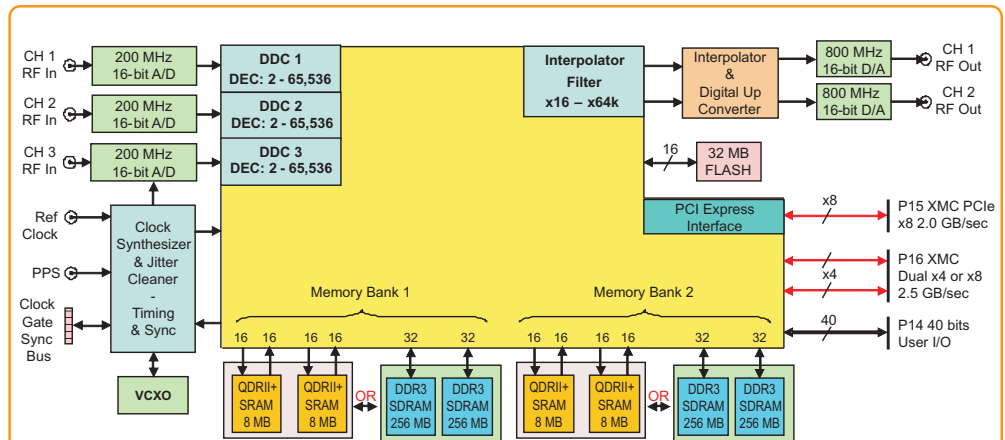 CH 1
RF In
200 MHz
16-bit A/D
DDC 1
DEC: 2 - 65,536
Interpolator
Filter
x16 – x64k
Interpolator
&
Digital Up
Converter
800 MHz
16-bit D/A
CH 1
RF Out
CH 2
RF In
200 MHz
16-bit A/D
DDC 2
DEC: 2 - 65,536
800 MHz
16-bit D/A
CH 2
RF Out
CH 3
RF In
200 MHz
16-bit A/D
DDC 3
DEC: 2 - 65,536
16
32 MB
FLASH
Ref
Clock
PPS
Clock
Gate
Sync
Bus
Clock
Synthesizer
& Jitter
Cleaner
-
Timing
& Sync
VCXO
PCI Express
Interface
x8
P15 XMC PCIe
x8 2.0 GB/sec
x4
P16 XMC
Dual x4 or x8
2.5 GB/sec
40
P14 40 bits
User I/O
Memory Bank 1
16
16
16
16
32
32
QDRII+
SRAM
8 MB
QDRII+
SRAM
8 MB
OR
DDR3
SDRAM
256 MB
DDR3
SDRAM
256 MB
Memory Bank 2
16
16
16
16
32
32
QDRII+
SRAM
8 MB
QDRII+
SRAM
8 MB
OR
DDR3
SDRAM
256 MB
DDR3
SDRAM
256 MB